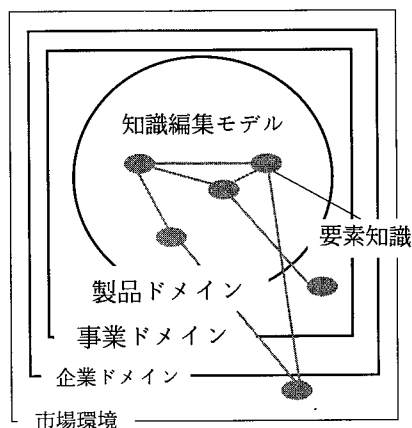 知識編集モデル
要素知識
製品ドメイン
事業ドメイン
企業ドメイン
市場環境